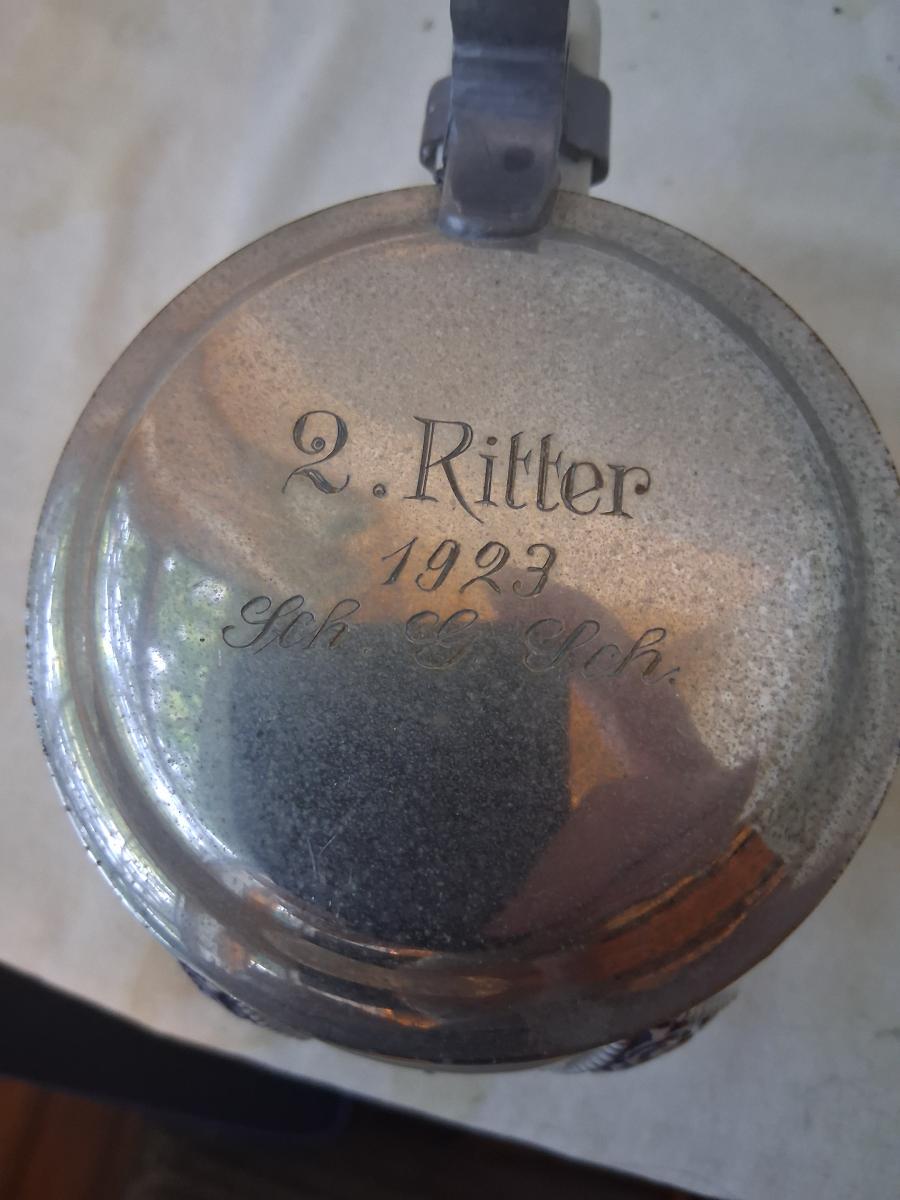 2. Ritter
1923
Sch. G. Sch.